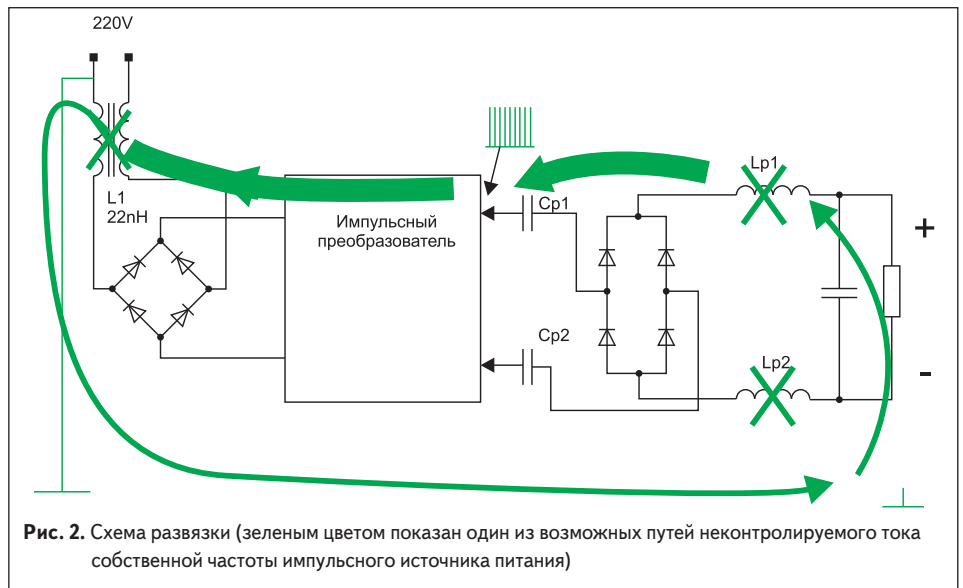 220V
L1
22nH
Импульсный
преобразователь
Cp1
Cp2
Lp1
Lp2
+
-
Рис. 2. Схема развязки (зеленым цветом показан один из возможных путей неконтролируемого тока
собственной частоты импульсного источника питания)